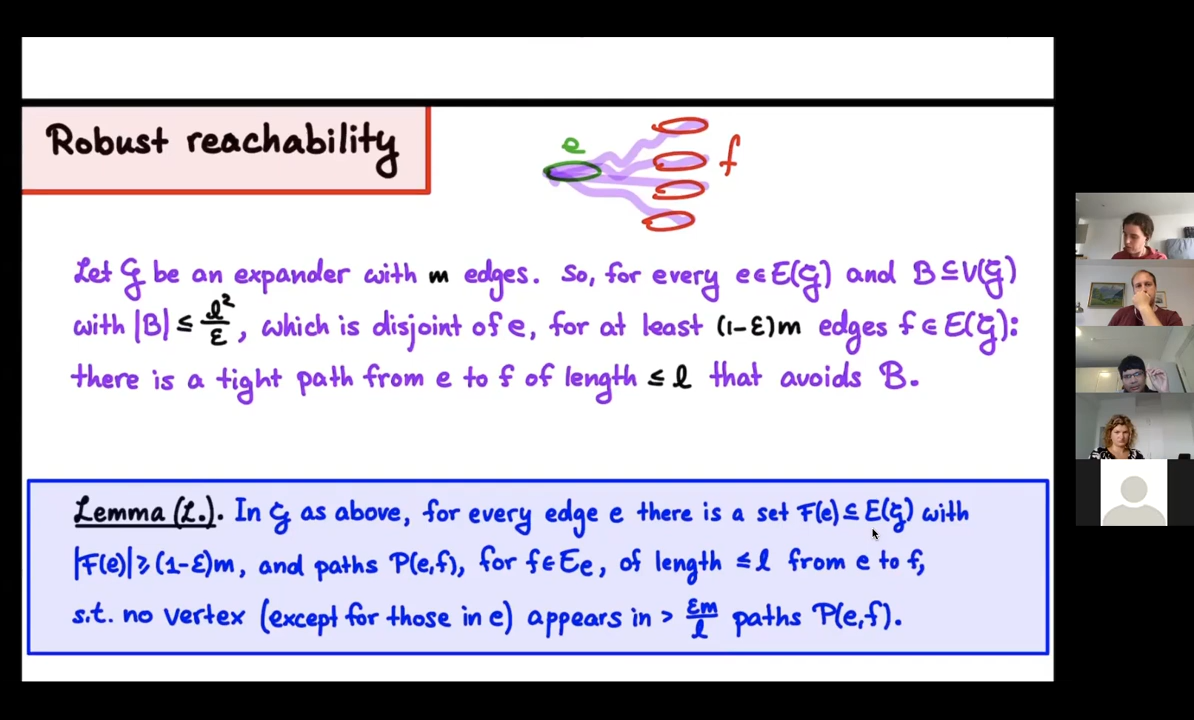 Robust reachability
e
f
Let G be an expander with m edges. So, for every e∈E(G) and B⊆V(G)
with |B| ≤ ℓ²/ε, which is disjoint of e, for at least (1-ε)m edges f∈E(G):
there is a tight path from e to f of length ≤ ℓ that avoids B.
Lemma (L.). In G as above, for every edge e there is a set F(e)⊆E(G) with
|F(e)|≥(1-ε)m, and paths P(e,f), for f∈Ee, of length ≤ℓ from e to f,
s.t. no vertex (except for those in e) appears in > εm/ℓ paths P(e,f).